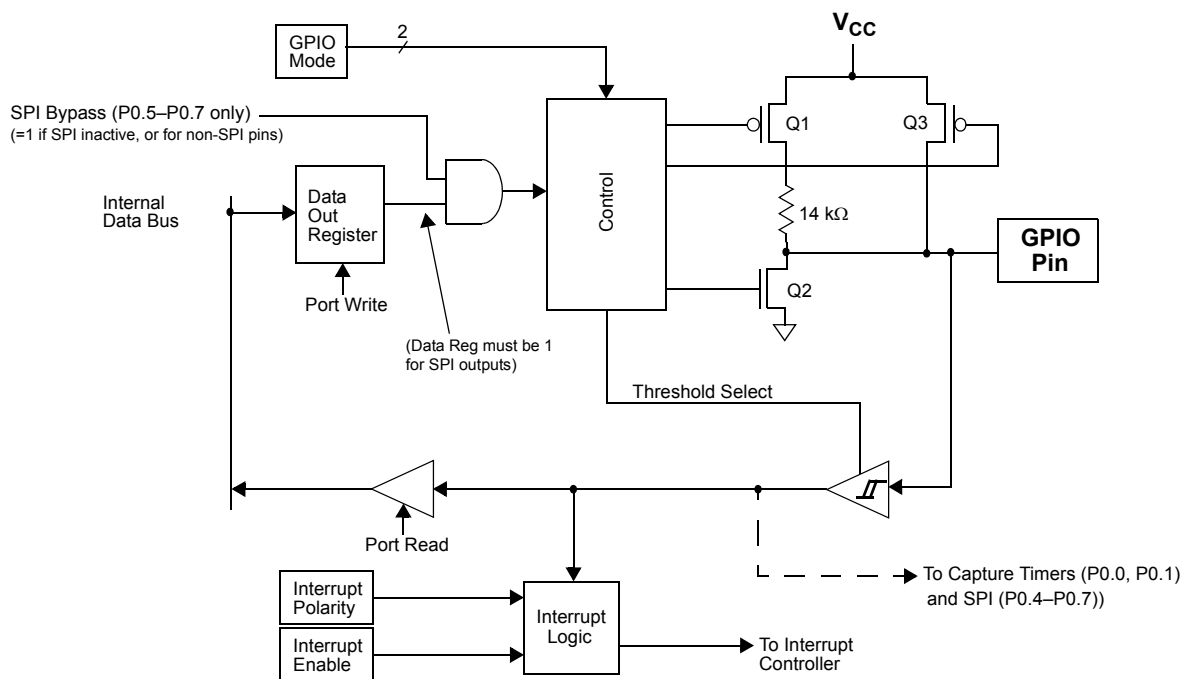 V_CC
GPIO
Mode
2
SPI Bypass (P0.5–P0.7 only)
(=1 if SPI inactive, or for non-SPI pins)
Q1
Q3
Control
Internal
Data Bus
Data
Out
Register
14 kΩ
GPIO
Pin
Q2
Port Write
(Data Reg must be 1
for SPI outputs)
Threshold Select
Port Read
To Capture Timers (P0.0, P0.1)
and SPI (P0.4–P0.7))
Interrupt
Polarity
Interrupt
Logic
Interrupt
Enable
To Interrupt
Controller